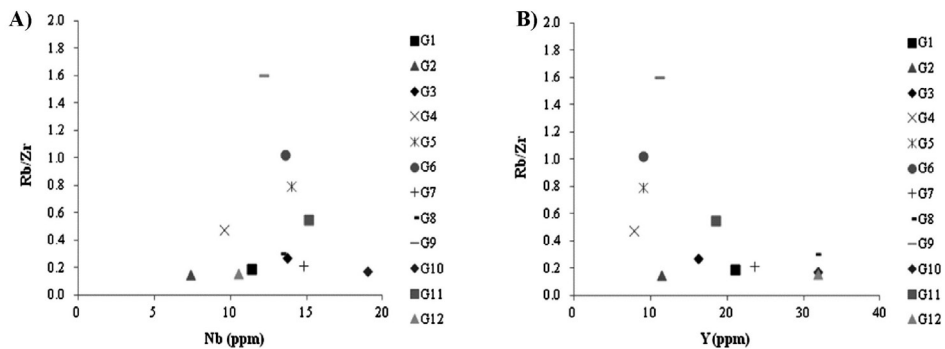 A)
2.0
1.8
1.6
1.4
1.2
1.0
0.8
0.6
0.4
0.2
0.0
0
5
10
15
20
Rb/Zr
Nb (ppm)
G1
G2
G3
G4
G5
G6
G7
G8
G9
G10
G11
G12
B)
2.0
1.8
1.6
1.4
1.2
1.0
0.8
0.6
0.4
0.2
0.0
0
10
20
30
40
Rb/Zr
Y(ppm)
G1
G2
G3
G4
G5
G6
G7
G8
G9
G10
G11
G12